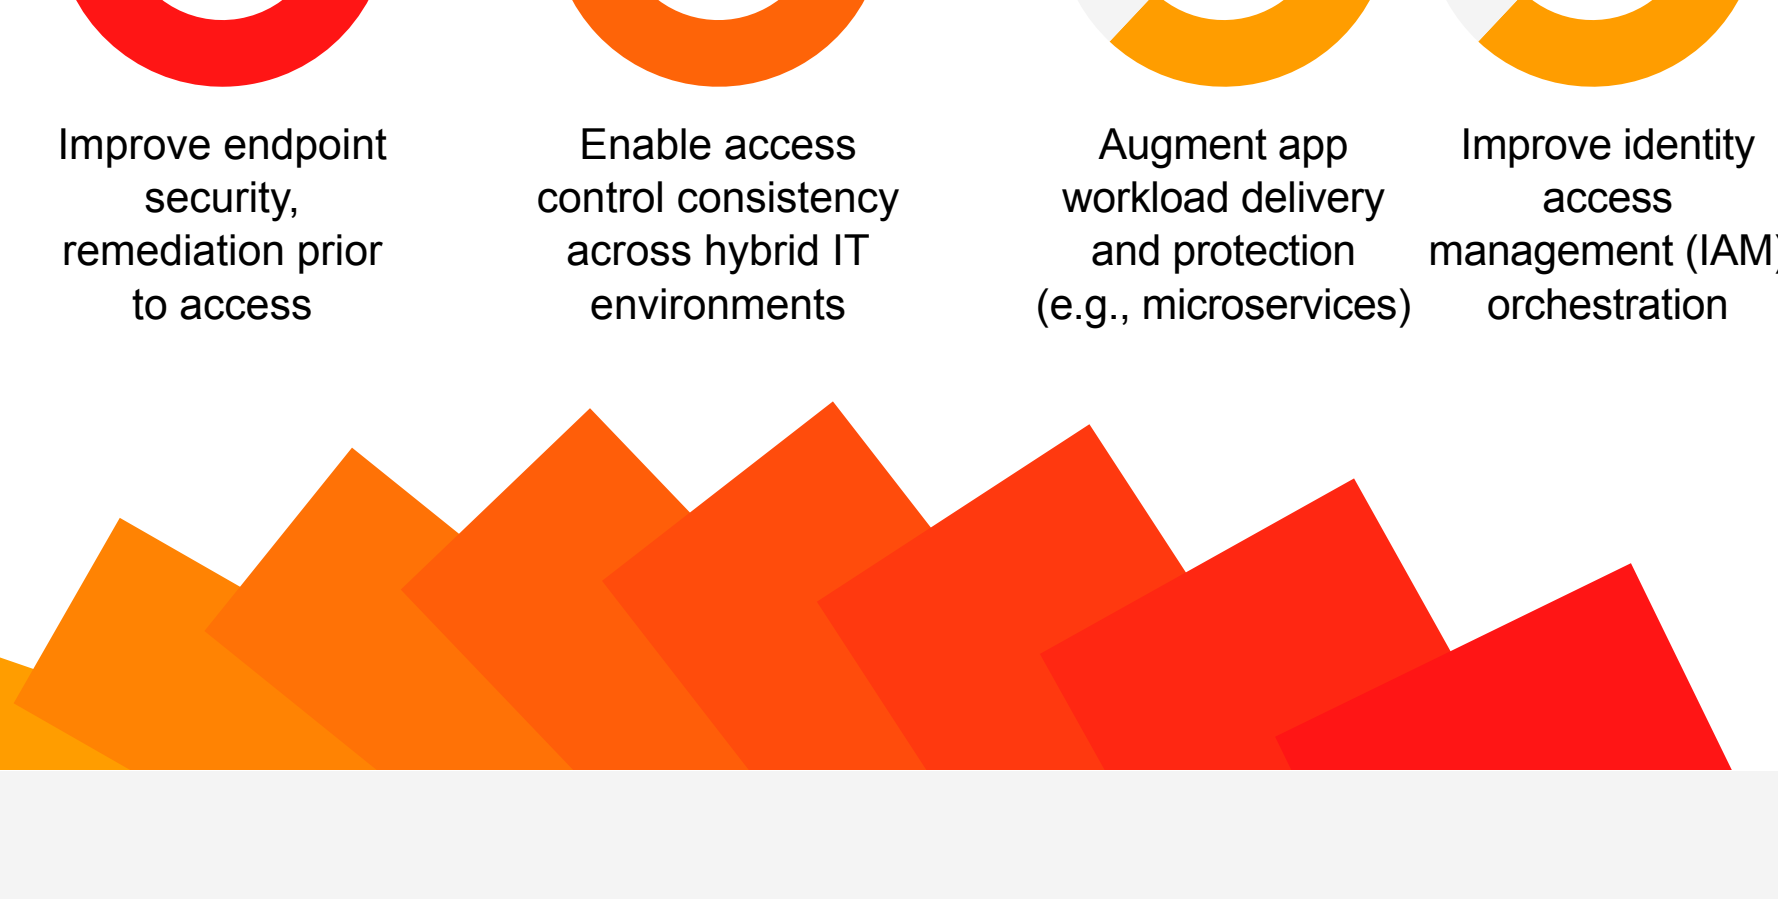 Improve endpoint
security,
remediation prior
to access
Enable access
control consistency
across hybrid IT
environments
Augment app
workload delivery
and protection
(e.g., microservices)
Improve identity
access
management (IAM)
orchestration